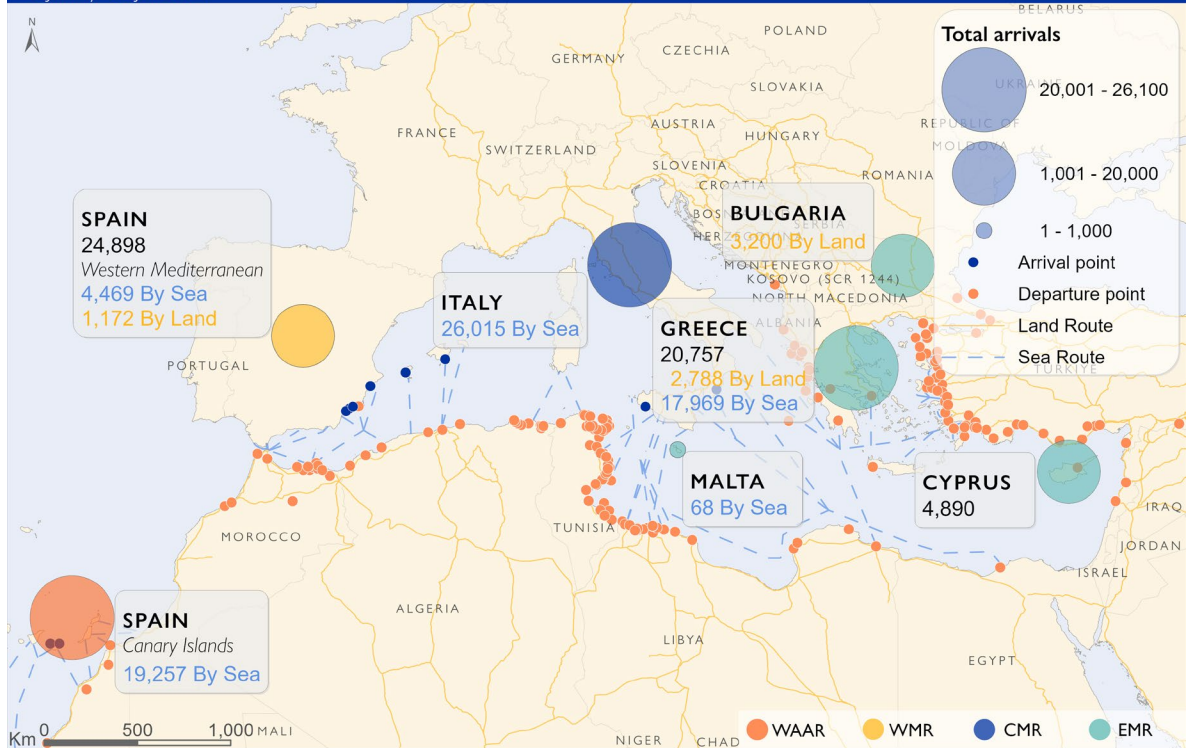 N
BELARUS
POLAND
CZECHIA
GERMANY
SLOVAKIA
UKRAINE
FRANCE
AUSTRIA
HUNGARY
REPUBLIC OF
MOLDOVA
SWITZERLAND
SLOVENIA
CROATIA
ROMANIA
SERBIA
MONTENEGRO
KOSOVO (SCR 1244)
NORTH MACEDONIA
ALBANIA
TÜRKIYE
PORTUGAL
MOROCCO
ALGERIA
TUNISIA
LIBYA
EGYPT
ISRAEL
JORDAN
IRAQ
MALI
NIGER
CHAD
Total arrivals
20,001 - 26,100
1,001 - 20,000
1 - 1,000
Arrival point
Departure point
Land Route
Sea Route
SPAIN
24,898
Western Mediterranean
4,469 By Sea
1,172 By Land
ITALY
26,015 By Sea
BULGARIA
3,200 By Land
GREECE
20,757
2,788 By Land
17,969 By Sea
MALTA
68 By Sea
CYPRUS
4,890
SPAIN
Canary Islands
19,257 By Sea
Km 0 500 1,000
WAAR WMR CMR EMR